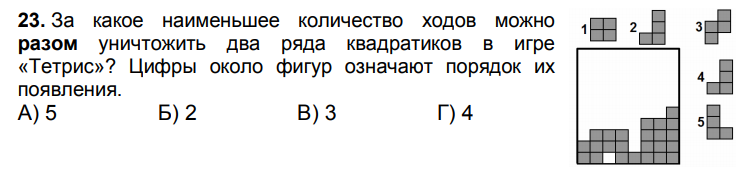 23. За какое наименьшее количество ходов можно
разом уничтожить два ряда квадратиков в игре
«Тетрис»? Цифры около фигур означают порядок их
появления.
А) 5 Б) 2 В) 3 Г) 4
1 2 3
4
5